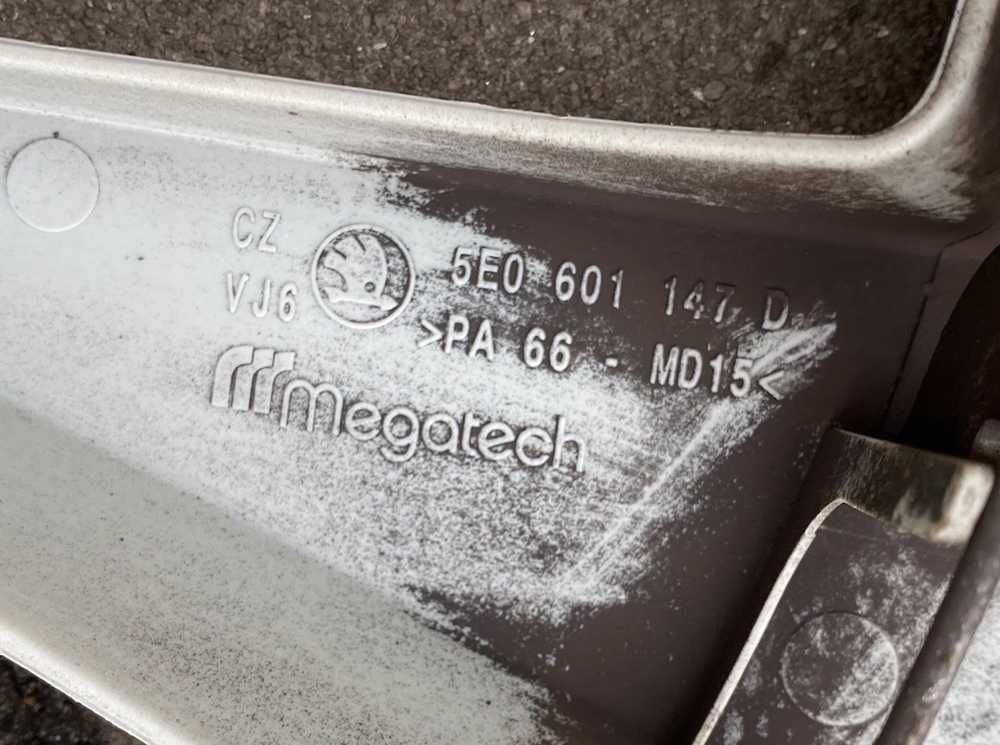 CZ 5E0 601 147 D
VJ6 >PA 66 - MD15<
megatech